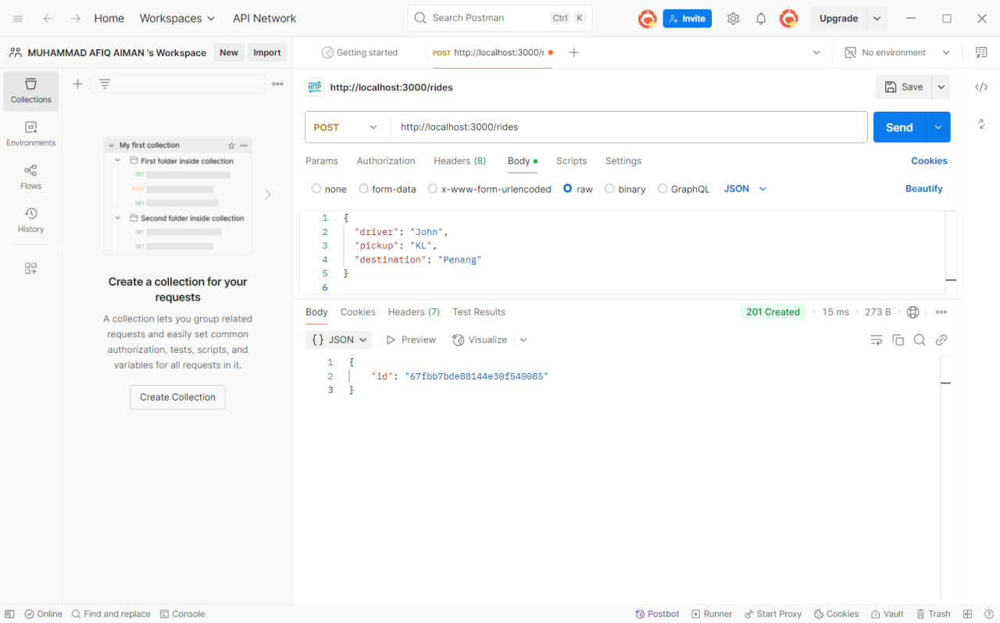 Home Workspaces API Network Search Postman Ctrl K Invite Upgrade
MUHAMMAD AFIQ AIMAN 's Workspace New Import Getting started POST http://localhost:3000/r No environment
Collections
Environments
Flows
History
My first collection
First folder inside collection
GET
POST
GET
Second folder inside collection
GET
GET
Create a collection for your
requests
A collection lets you group related
requests and easily set common
authorization, tests, scripts, and
variables for all requests in it.
Create Collection
HTTP http://localhost:3000/rides Save
POST http://localhost:3000/rides Send
Params Authorization Headers (8) Body Scripts Settings Cookies
none form-data x-www-form-urlencoded raw binary GraphQL JSON Beautify
1 {
2 "driver": "John",
3 "pickup": "KL",
4 "destination": "Penang"
5 }
6
Body Cookies Headers (7) Test Results 201 Created 15 ms 273 B
{} JSON Preview Visualize
1 {
2 "id": "67fbb7bde88144e30f540085"
3 }
Online Find and replace Console Postbot Runner Start Proxy Cookies Vault Trash